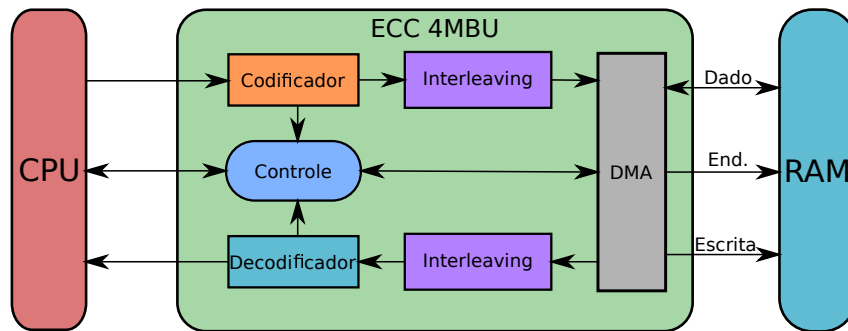 ECC 4MBU
CPU
Codificador
Interleaving
Dado
Controle
DMA
End.
RAM
Decodificador
Interleaving
Escrita